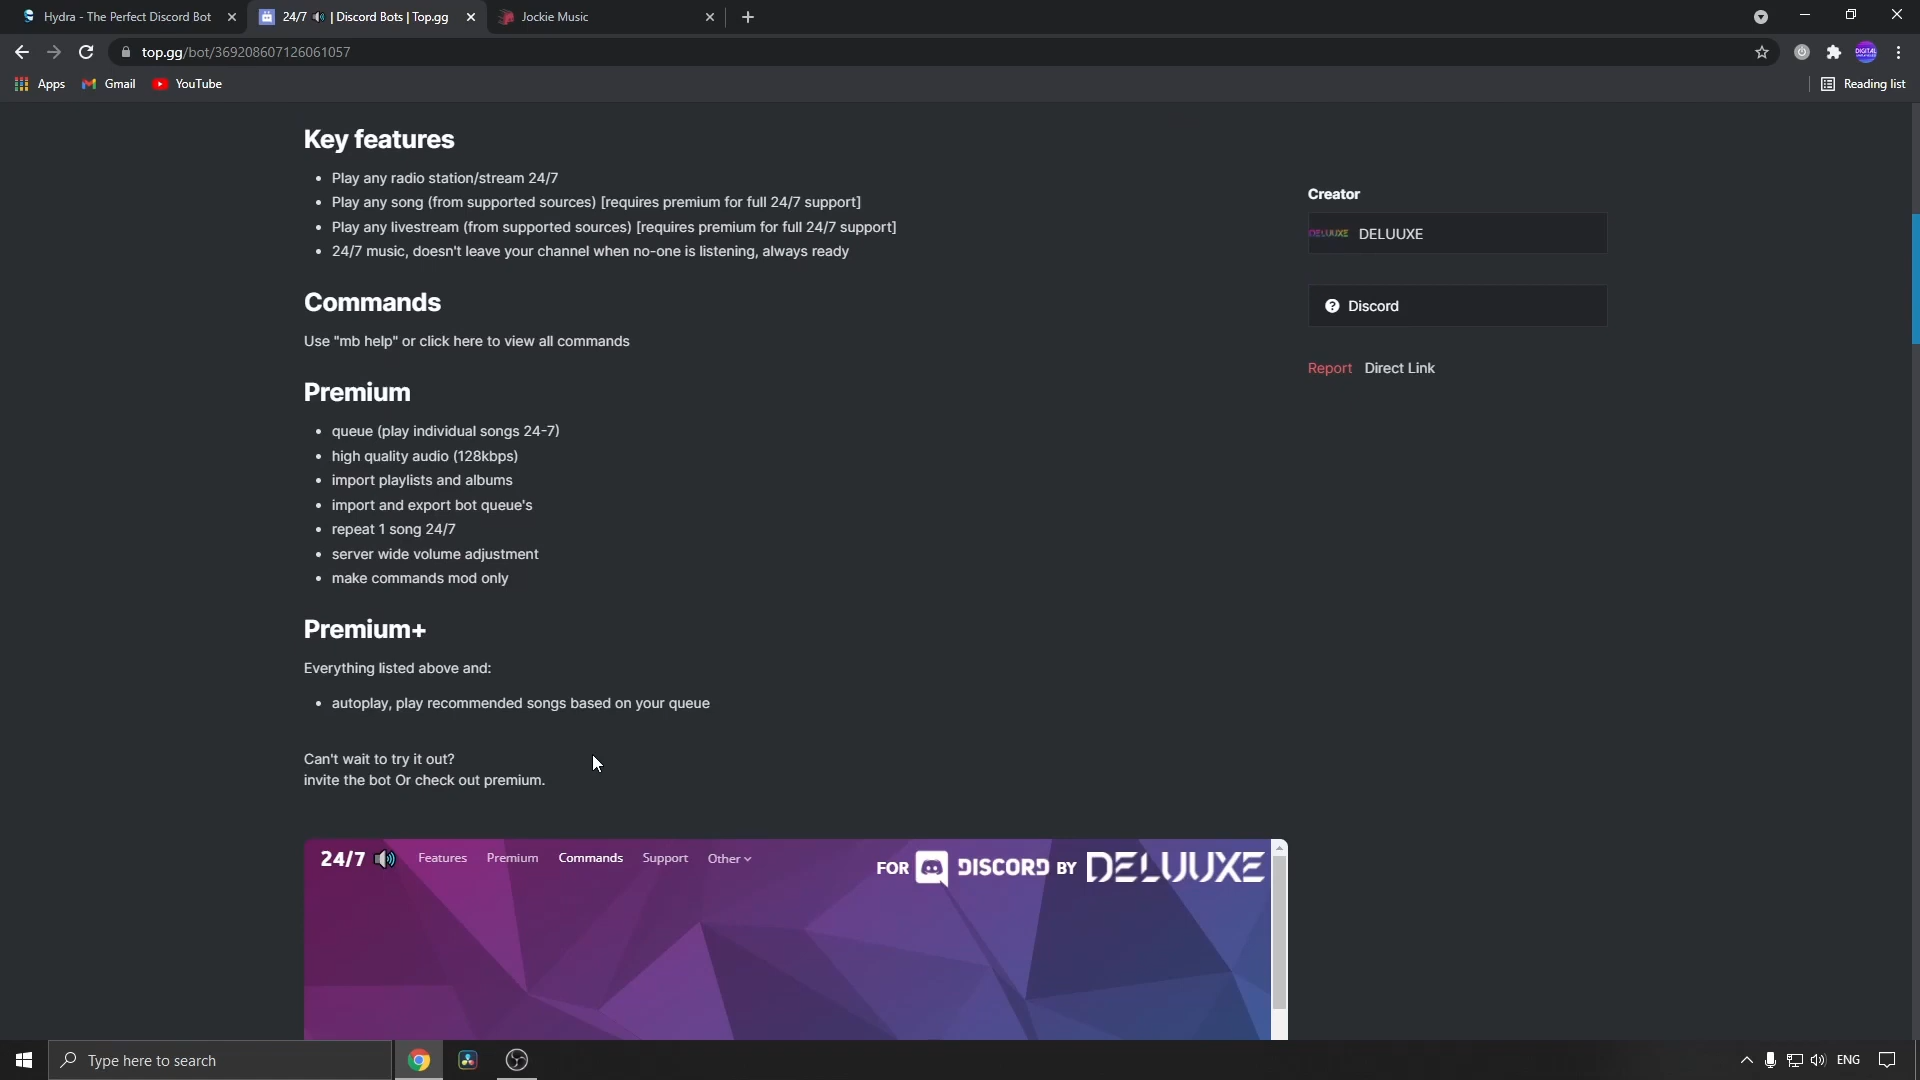 Hydra - The Perfect Discord Bot
24/7 🔊 | Discord Bots | Top.gg
Jockie Music
top.gg/bot/369208607126061057
Apps
Gmail
YouTube
Reading list
Key features
• Play any radio station/stream 24/7
• Play any song (from supported sources) [requires premium for full 24/7 support]
• Play any livestream (from supported sources) [requires premium for full 24/7 support]
• 24/7 music, doesn't leave your channel when no-one is listening, always ready
Commands
Use "mb help" or click here to view all commands
Premium
• queue (play individual songs 24-7)
• high quality audio (128kbps)
• import playlists and albums
• import and export bot queue's
• repeat 1 song 24/7
• server wide volume adjustment
• make commands mod only
Premium+
Everything listed above and:
• autoplay, play recommended songs based on your queue
Can't wait to try it out?
invite the bot Or check out premium.
Creator
DELUUXE DELUUXE
Discord
Report Direct Link
24/7 Features Premium Commands Support Other
FOR DISCORD BY DELUUXE
Type here to search
ENG